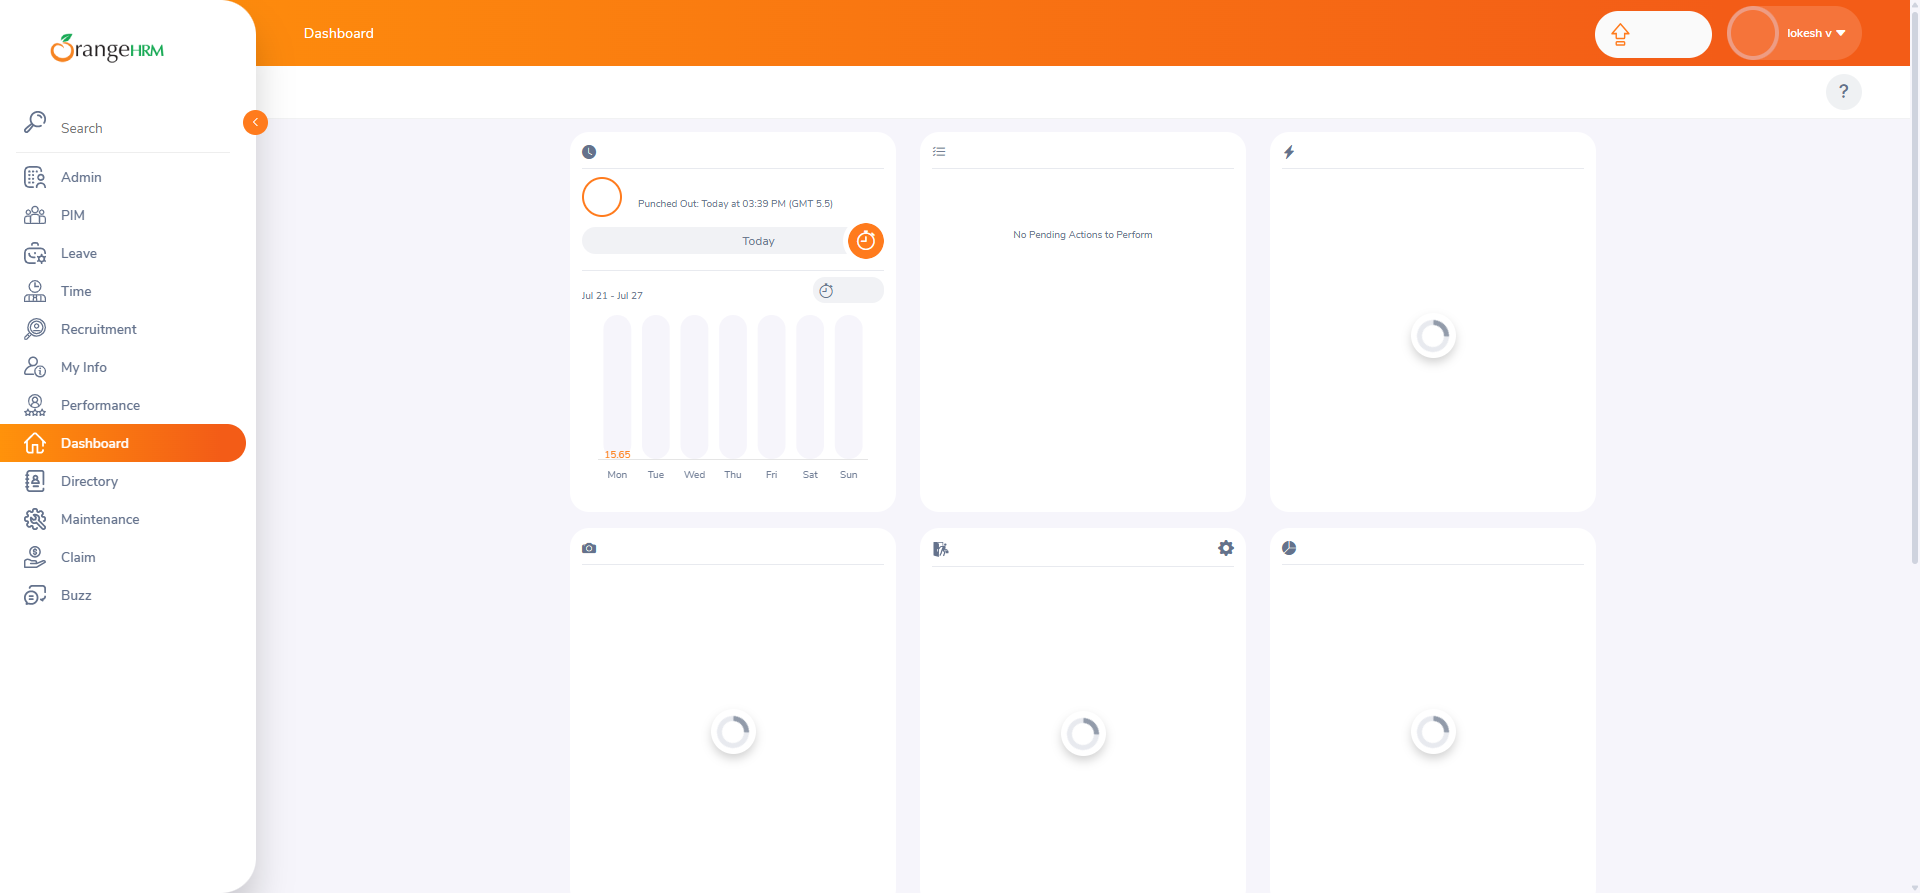 Dashboard
lokesh v
OrangeHRM
?
Search
Admin
PIM
Leave
Time
Recruitment
My Info
Performance
Dashboard
Directory
Maintenance
Claim
Buzz
Punched Out: Today at 03:39 PM (GMT 5.5)
Today
Jul 21 - Jul 27
15.65
Mon Tue Wed Thu Fri Sat Sun
No Pending Actions to Perform